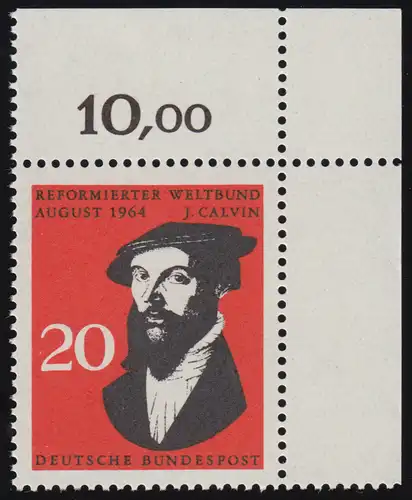 10,00
REFORMIERTER WELTBUND
AUGUST 1964 J. CALVIN
20
DEUTSCHE BUNDESPOST